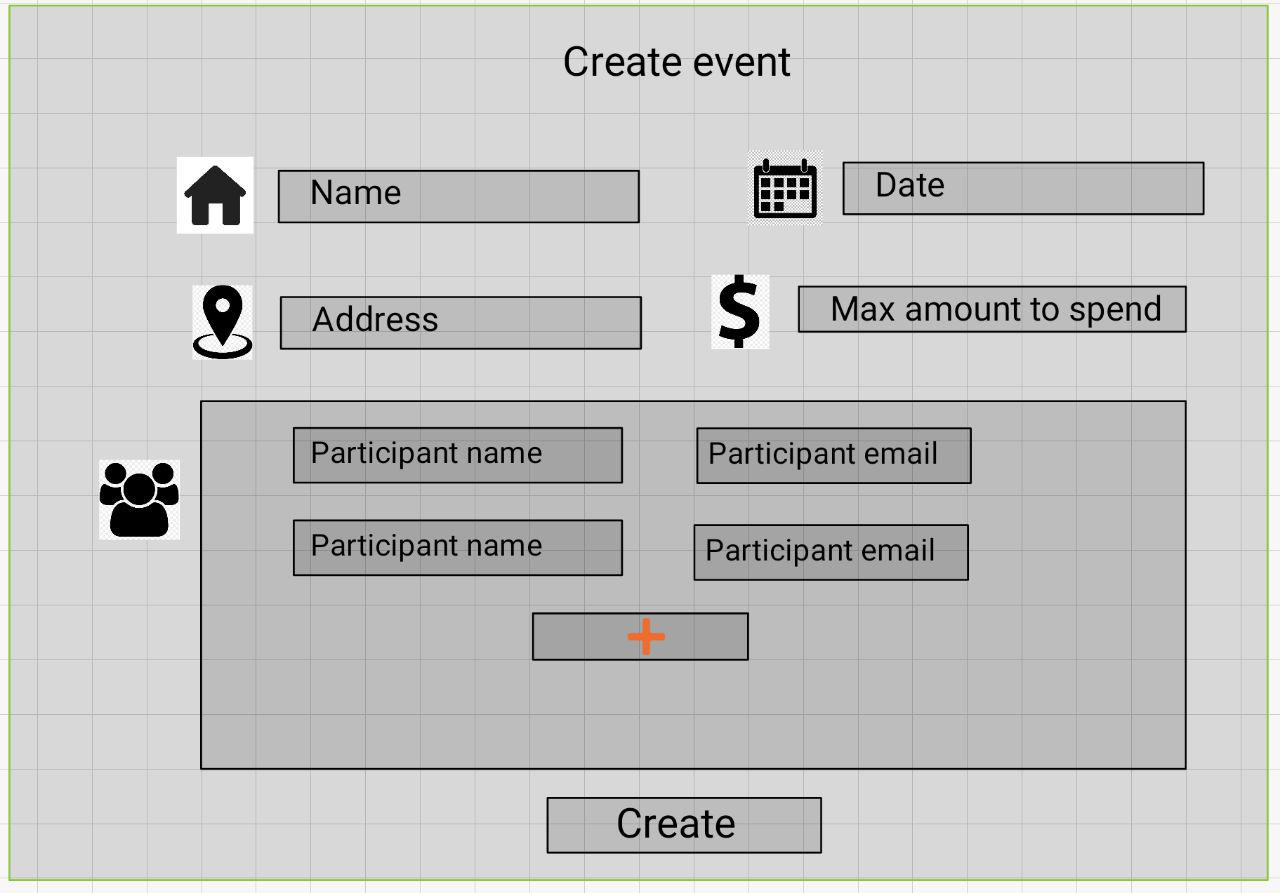 Create event
Name
Date
Address
Max amount to spend
Participant name
Participant email
Participant name
Participant email
Create